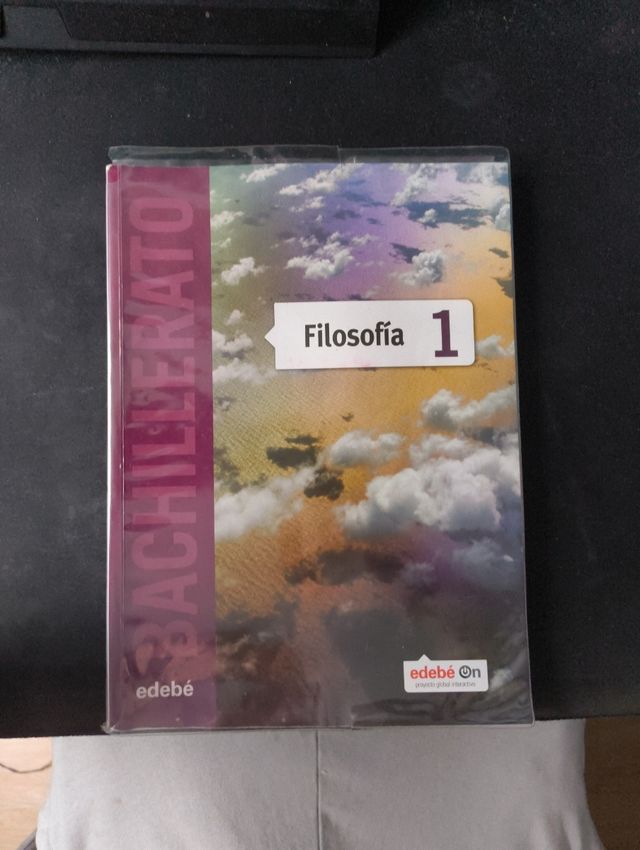 BACHILLERATO
Filosofía 1
edebé On
proyecto global interactivo
edebé